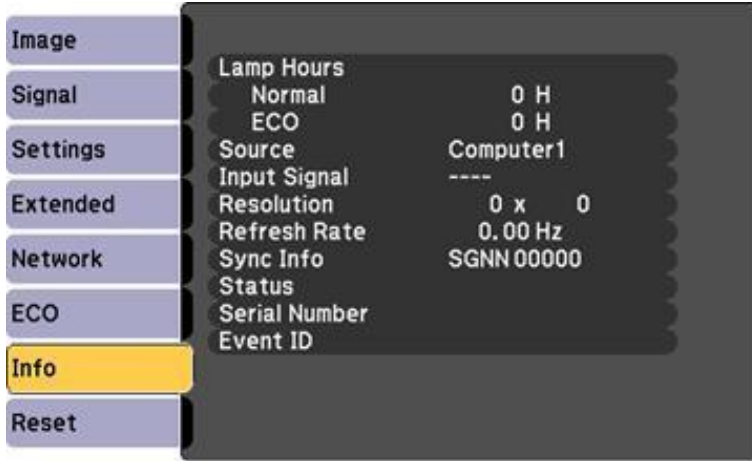 Image
Signal
Settings
Extended
Network
ECO
Info
Reset
Lamp Hours
Normal 0 H
ECO 0 H
Source Computer1
Input Signal ----
Resolution 0 x 0
Refresh Rate 0.00 Hz
Sync Info SGNN 00000
Status
Serial Number
Event ID